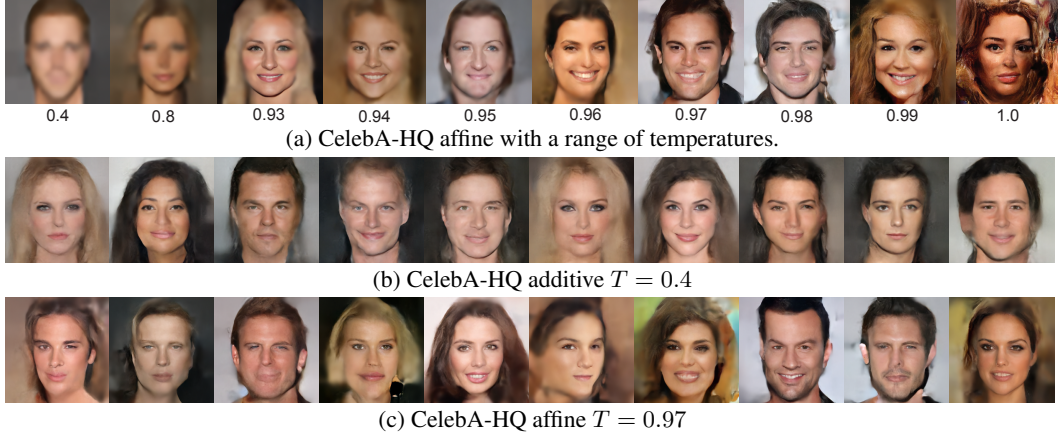 0.4 0.8 0.93 0.94 0.95 0.96 0.97 0.98 0.99 1.0
(a) CelebA-HQ affine with a range of temperatures.
(b) CelebA-HQ additive T = 0.4
(c) CelebA-HQ affine T = 0.97